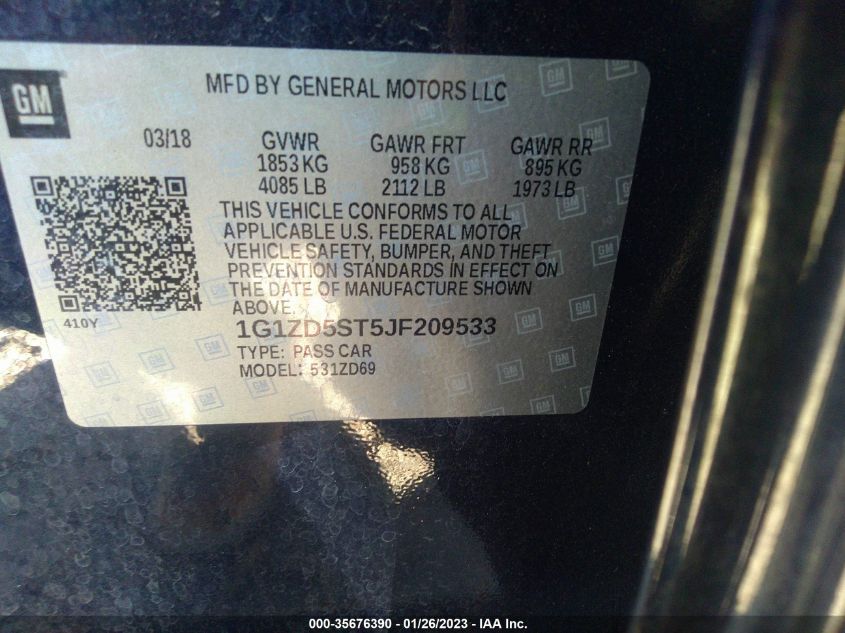 GM
MFD BY GENERAL MOTORS LLC
03/18 GVWR GAWR FRT GAWR RR
1853 KG 958 KG 895 KG
4085 LB 2112 LB 1973 LB
THIS VEHICLE CONFORMS TO ALL
APPLICABLE U.S. FEDERAL MOTOR
VEHICLE SAFETY, BUMPER, AND THEFT
PREVENTION STANDARDS IN EFFECT ON
THE DATE OF MANUFACTURE SHOWN
ABOVE.
410Y
1G1ZD5ST5JF209533
TYPE: PASS CAR
MODEL: 531ZD69
000-35676390 - 01/26/2023 - IAA Inc.